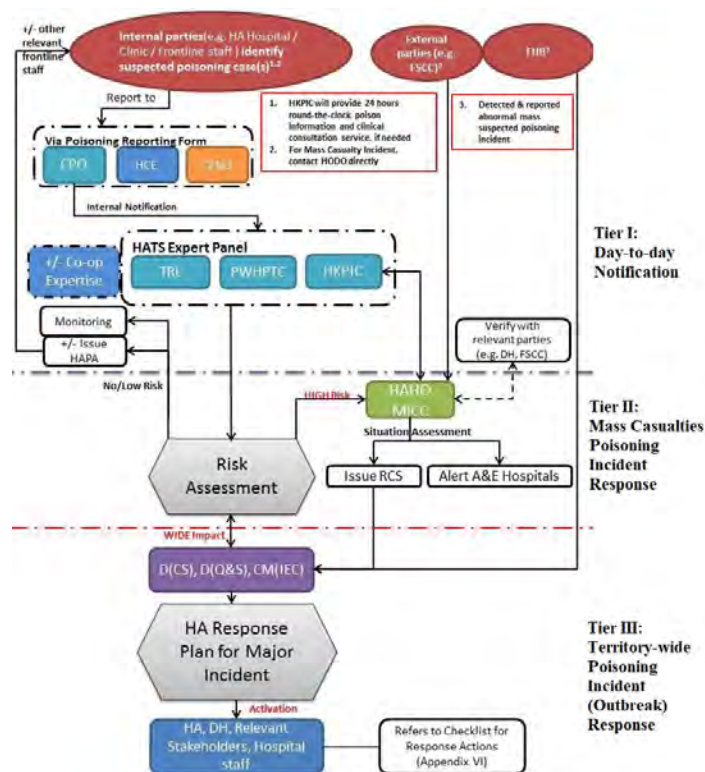 +/- other
relevant
frontline
staff
Internal parties(e.g. HA Hospital /
Clinic / Frontline staff ) identify
suspected poisoning case(s)1,2
External
parties (e.g.
FSCC)3
FHB3
Report to
1. HKPIC will provide 24 hours
round-the-clock, poison
information and clinical
consultation service, if needed
2. For Mass Casualty Incident,
contact HODO directly
3. Detected & reported
abnormal mass
suspected poisoning
incident
Via Poisoning Reporting Form
CPO
HCE
Internal Notification
Tier I:
Day-to-day
Notification
HATS Expert Panel
+/- Co-op
Expertise
TRL
PWHPTC
HKPIC
Monitoring
+/- Issue
HAPA
Verify with
relevant parties
(e.g. DH, FSCC)
No/Low Risk
HIGH Risk
HAHO
MICC
Tier II:
Mass Casualties
Poisoning
Incident
Response
Situation Assessment
Risk
Assessment
Issue RCS
Alert A&E Hospitals
WIDE Impact
D(CS), D(Q&S), CM(IEC)
HA Response
Plan for Major
Incident
Tier III:
Territory-wide
Poisoning
Incident
(Outbreak)
Response
Activation
HA, DH, Relevant
Stakeholders, Hospital
staff
Refers to Checklist for
Response Actions
(Appendix VI)